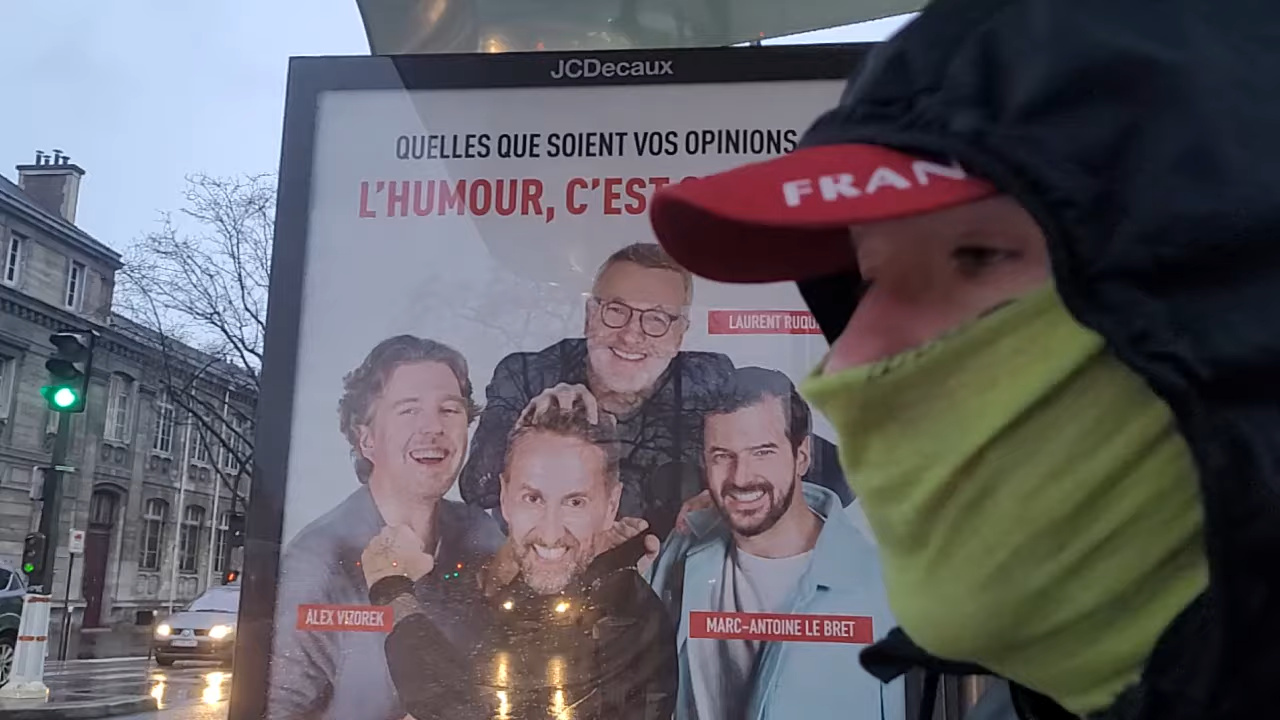 JCDecaux
QUELLES QUE SOIENT VOS OPINIONS
L'HUMOUR, C'EST
FRAN
LAURENT RUQU
ALEX VIZOREK
MARC-ANTOINE LE BRET